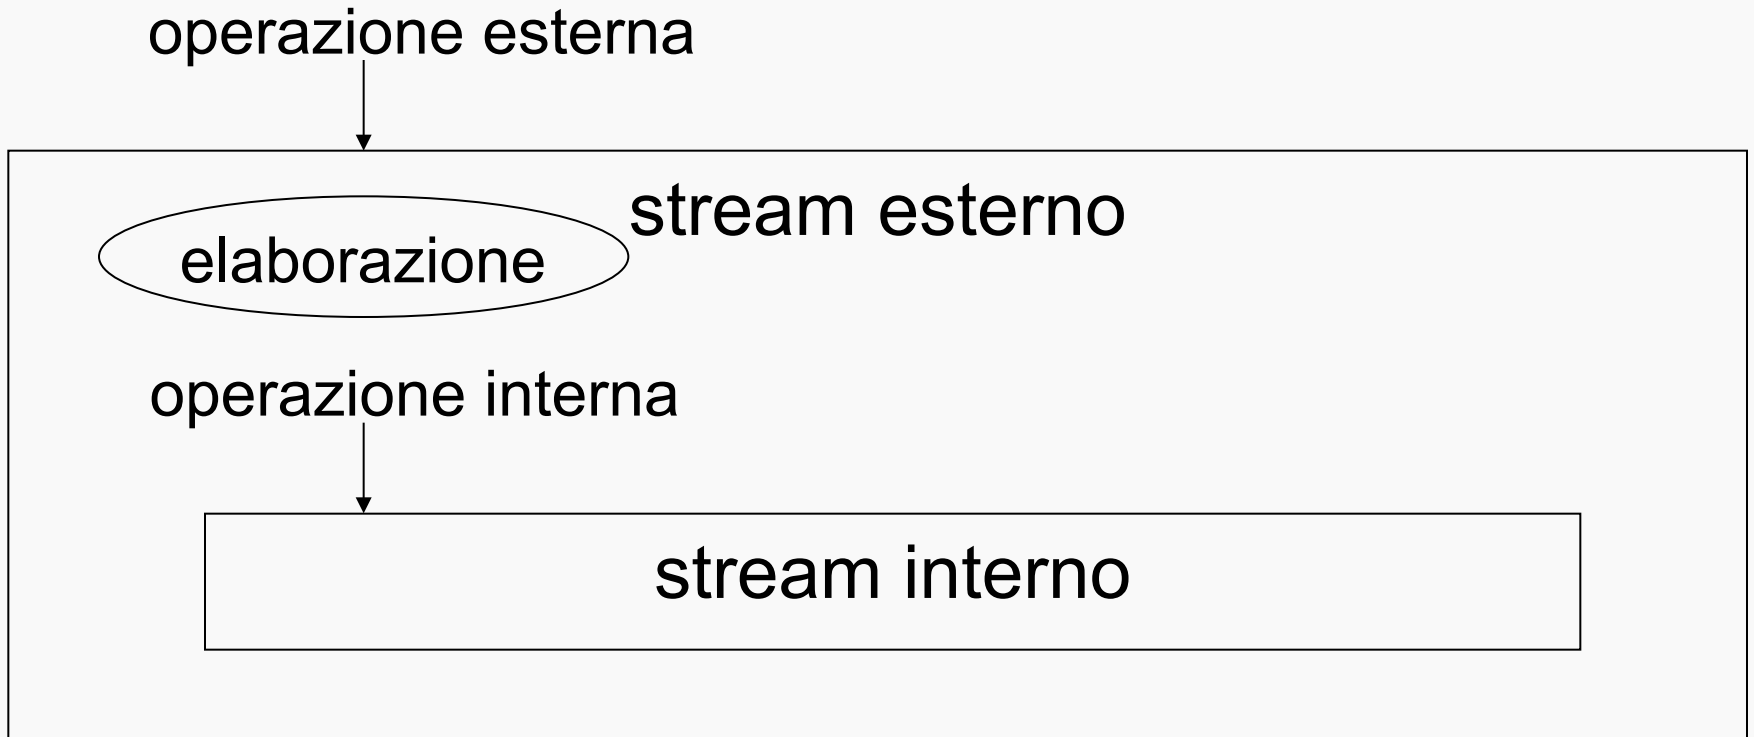 operazione esterna
stream esterno
elaborazione
operazione interna
stream interno